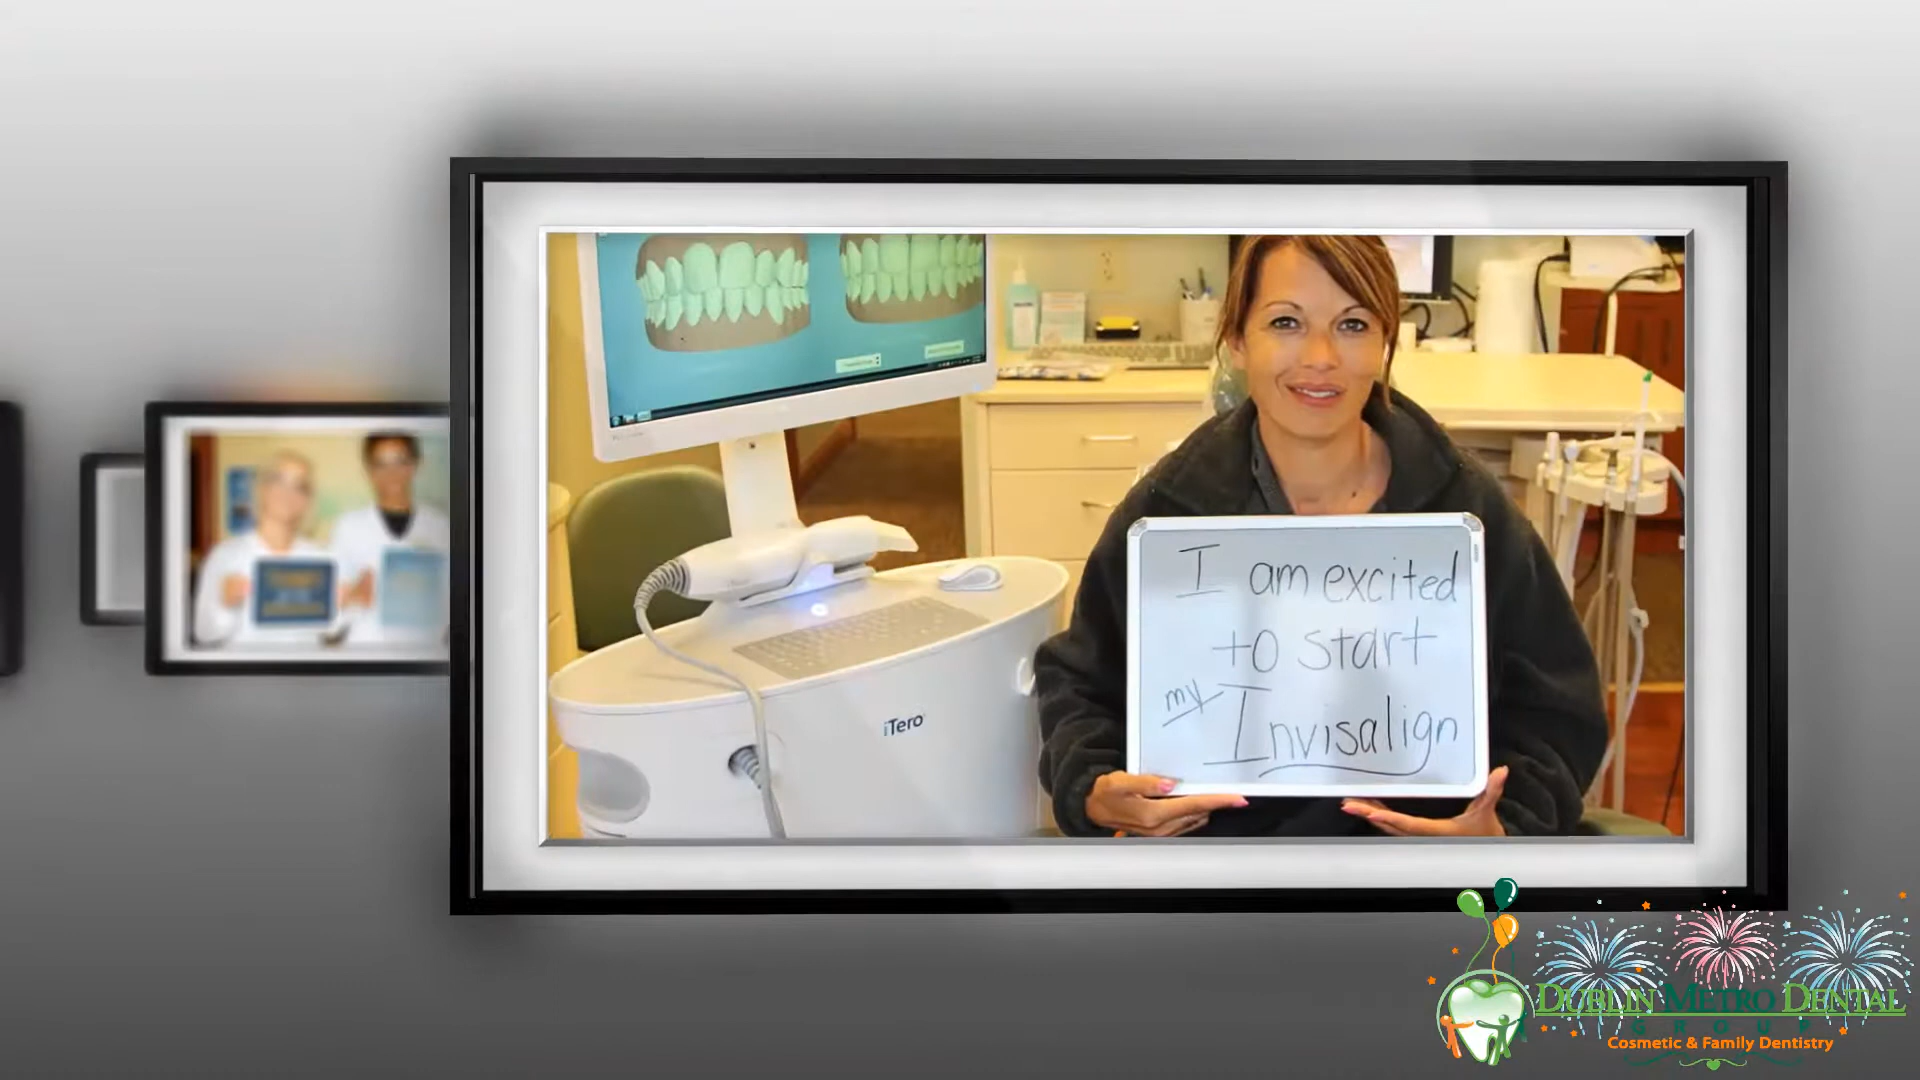 I am excited
to start
my Invisalign
iTero
DUBLIN METRO DENTAL
GROUP
Cosmetic & Family Dentistry